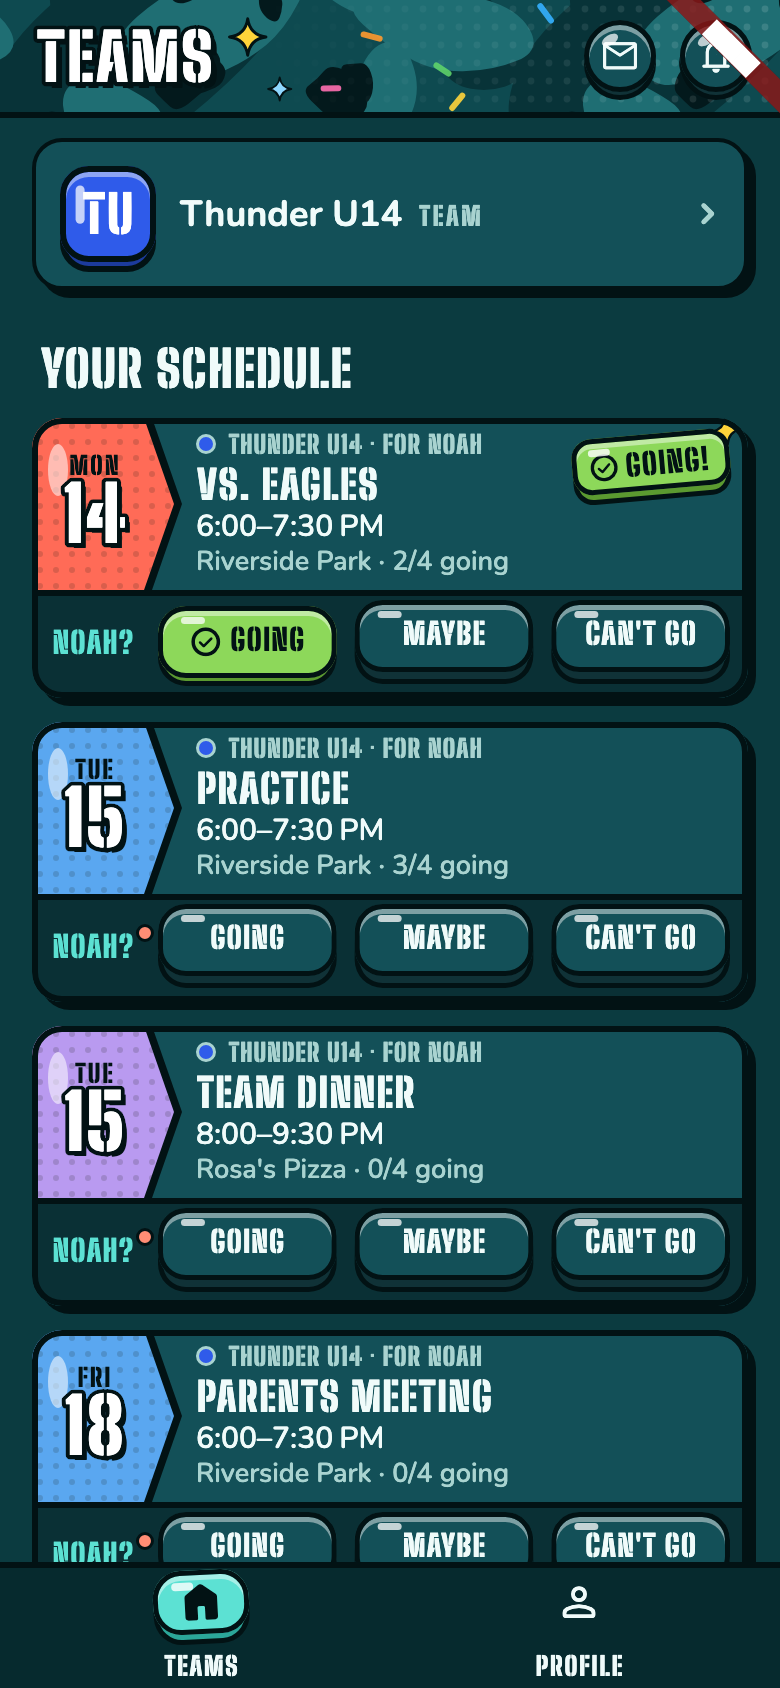 TEAMS
TU
Thunder U14 TEAM
YOUR SCHEDULE
MON
14
THUNDER U14 · FOR NOAH
VS. EAGLES
6:00–7:30 PM
Riverside Park · 2/4 going
GOING!
NOAH?
GOING
MAYBE
CAN'T GO
TUE
15
THUNDER U14 · FOR NOAH
PRACTICE
6:00–7:30 PM
Riverside Park · 3/4 going
NOAH?
GOING
MAYBE
CAN'T GO
TUE
15
THUNDER U14 · FOR NOAH
TEAM DINNER
8:00–9:30 PM
Rosa's Pizza · 0/4 going
NOAH?
GOING
MAYBE
CAN'T GO
FRI
18
THUNDER U14 · FOR NOAH
PARENTS MEETING
6:00–7:30 PM
Riverside Park · 0/4 going
NOAH?
GOING
MAYBE
CAN'T GO
TEAMS
PROFILE